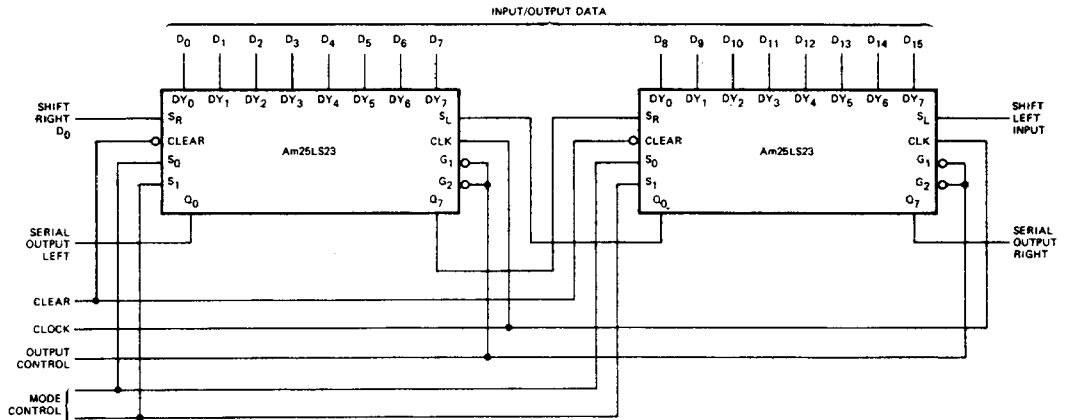 INPUT/OUTPUT DATA
D0 D1 D2 D3 D4 D5 D6 D7
D8 D9 D10 D11 D12 D13 D14 D15
DY0 DY1 DY2 DY3 DY4 DY5 DY6 DY7
DY0 DY1 DY2 DY3 DY4 DY5 DY6 DY7
SHIFT
RIGHT
D0
SR
CLEAR
S0
S1
Q0
Am25LS23
SL
CLK
G1
G2
Q7
SR
CLEAR
S0
S1
Q0
Am25LS23
SL
CLK
G1
G2
Q7
SHIFT
LEFT
INPUT
SERIAL
OUTPUT
RIGHT
SERIAL
OUTPUT
LEFT
CLEAR
CLOCK
OUTPUT
CONTROL
MODE
CONTROL